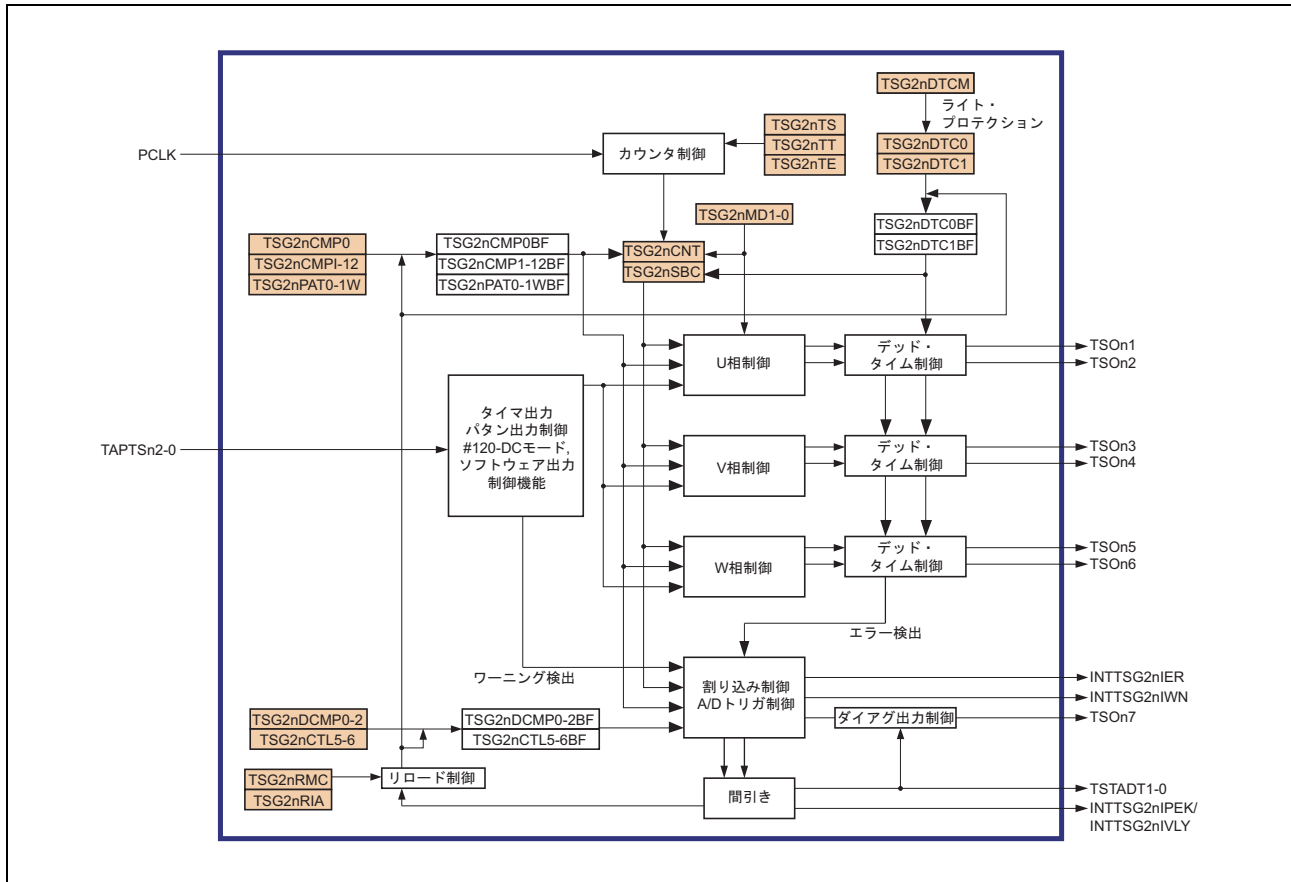 TSG2nDTCM
ライト・
プロテクション
TSG2nTS
TSG2nTT
TSG2nTE
TSG2nDTC0
TSG2nDTC1
PCLK
カウンタ制御
TSG2nMD1-0
TSG2nDTC0BF
TSG2nDTC1BF
TSG2nCMP0
TSG2nCMPI-12
TSG2nPAT0-1W
TSG2nCMP0BF
TSG2nCMP1-12BF
TSG2nPAT0-1WBF
TSG2nCNT
TSG2nSBC
U相制御
デッド・
タイム制御
TSOn1
TSOn2
タイマ出力
パタン出力制御
#120-DCモード,
ソフトウェア出力
制御機能
TAPTSn2-0
V相制御
デッド・
タイム制御
TSOn3
TSOn4
W相制御
デッド・
タイム制御
TSOn5
TSOn6
エラー検出
ワーニング検出
割り込み制御
A/Dトリガ制御
INTTSG2nIER
INTTSG2nIWN
TSOn7
ダイアグ出力制御
TSG2nDCMP0-2
TSG2nCTL5-6
TSG2nDCMP0-2BF
TSG2nCTL5-6BF
TSG2nRMC
TSG2nRIA
リロード制御
間引き
TSTADT1-0
INTTSG2nIPEK/
INTTSG2nIVLY